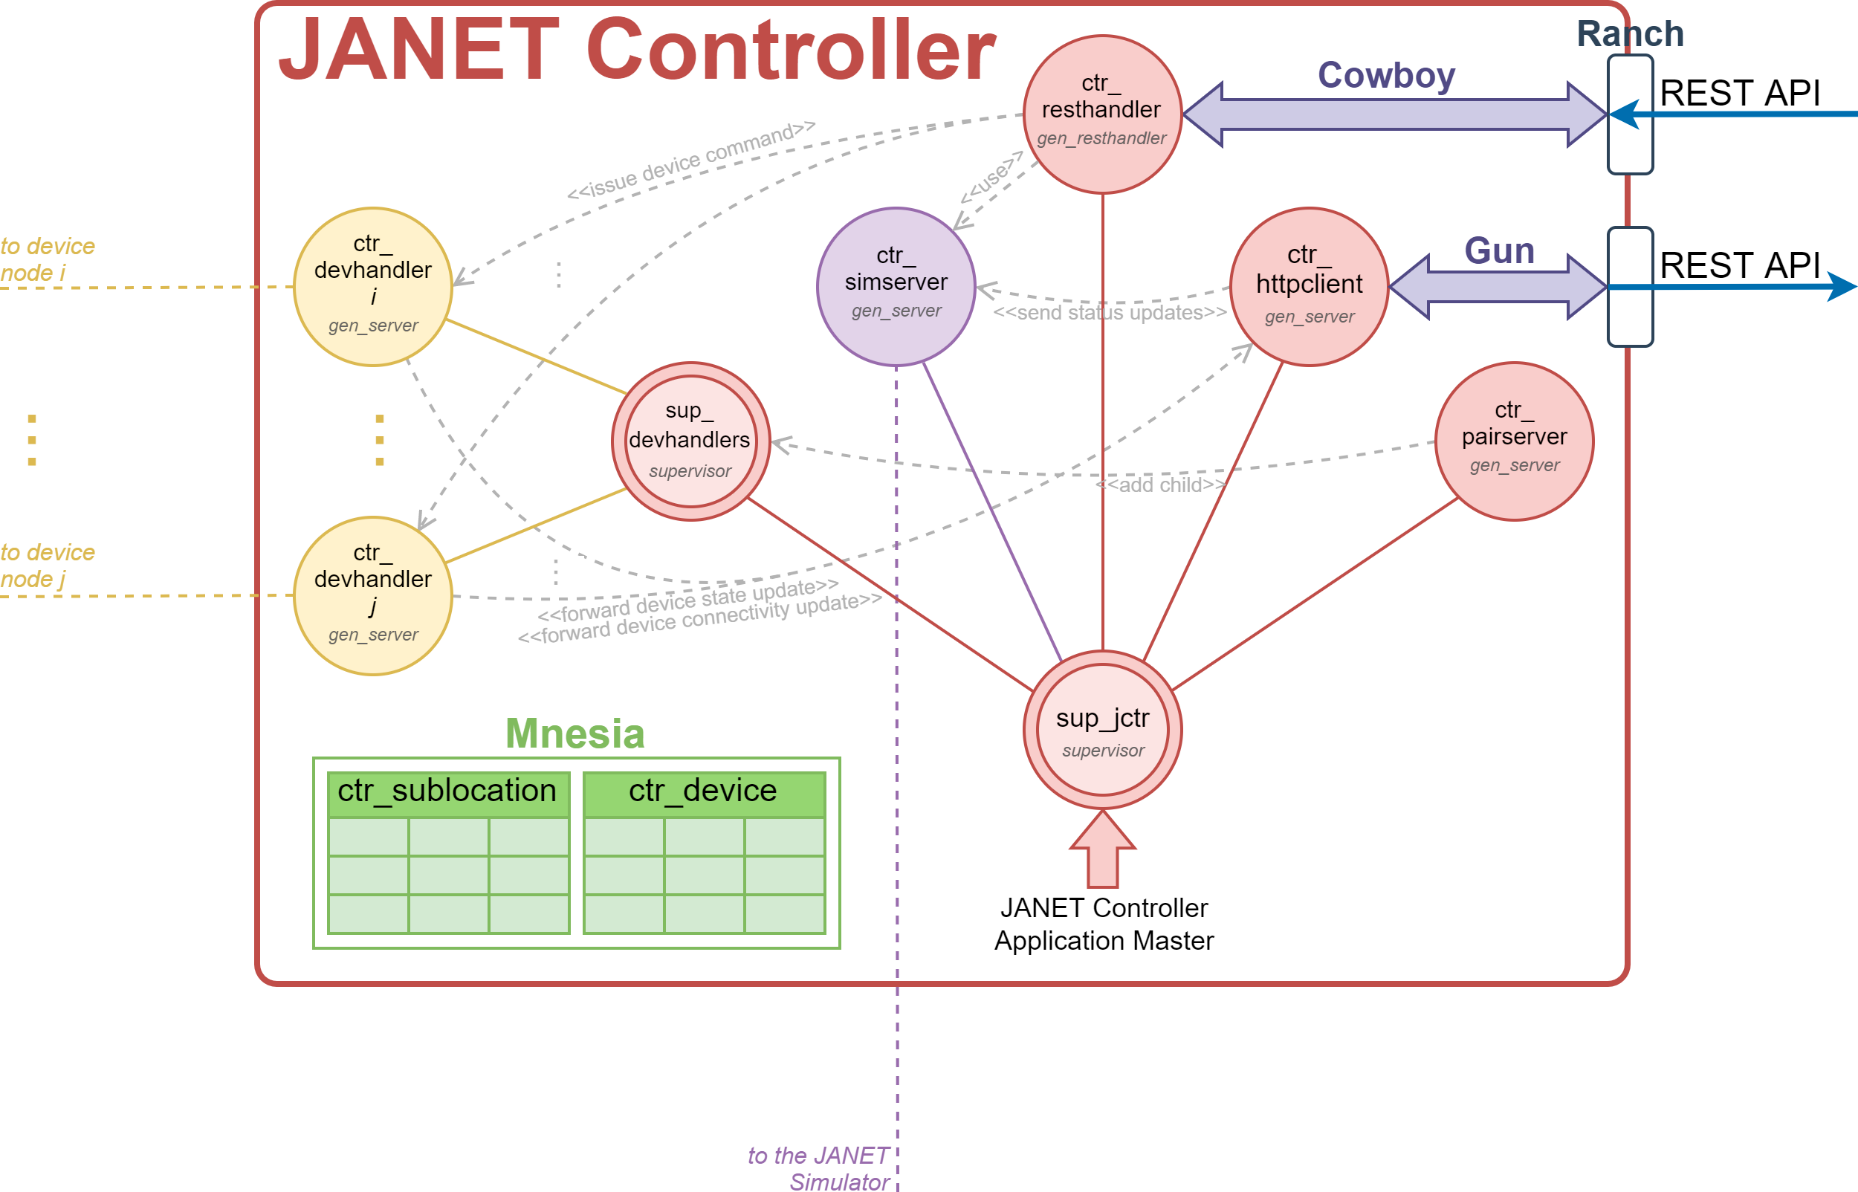 JANET Controller
Ranch
Cowboy
REST API
ctr_
resthandler
gen_resthandler
<<issue device command>>
<<use>>
to device
node i
ctr_
devhandler
i
gen_server
ctr_
simserver
gen_server
ctr_
httpclient
gen_server
Gun
REST API
<<send status updates>>
sup_
devhandlers
supervisor
ctr_
pairserver
gen_server
<<add child>>
to device
node j
ctr_
devhandler
j
gen_server
<<forward device state update>>
<<forward device connectivity update>>
sup_jctr
supervisor
Mnesia
ctr_sublocation
ctr_device
JANET Controller
Application Master
to the JANET
Simulator